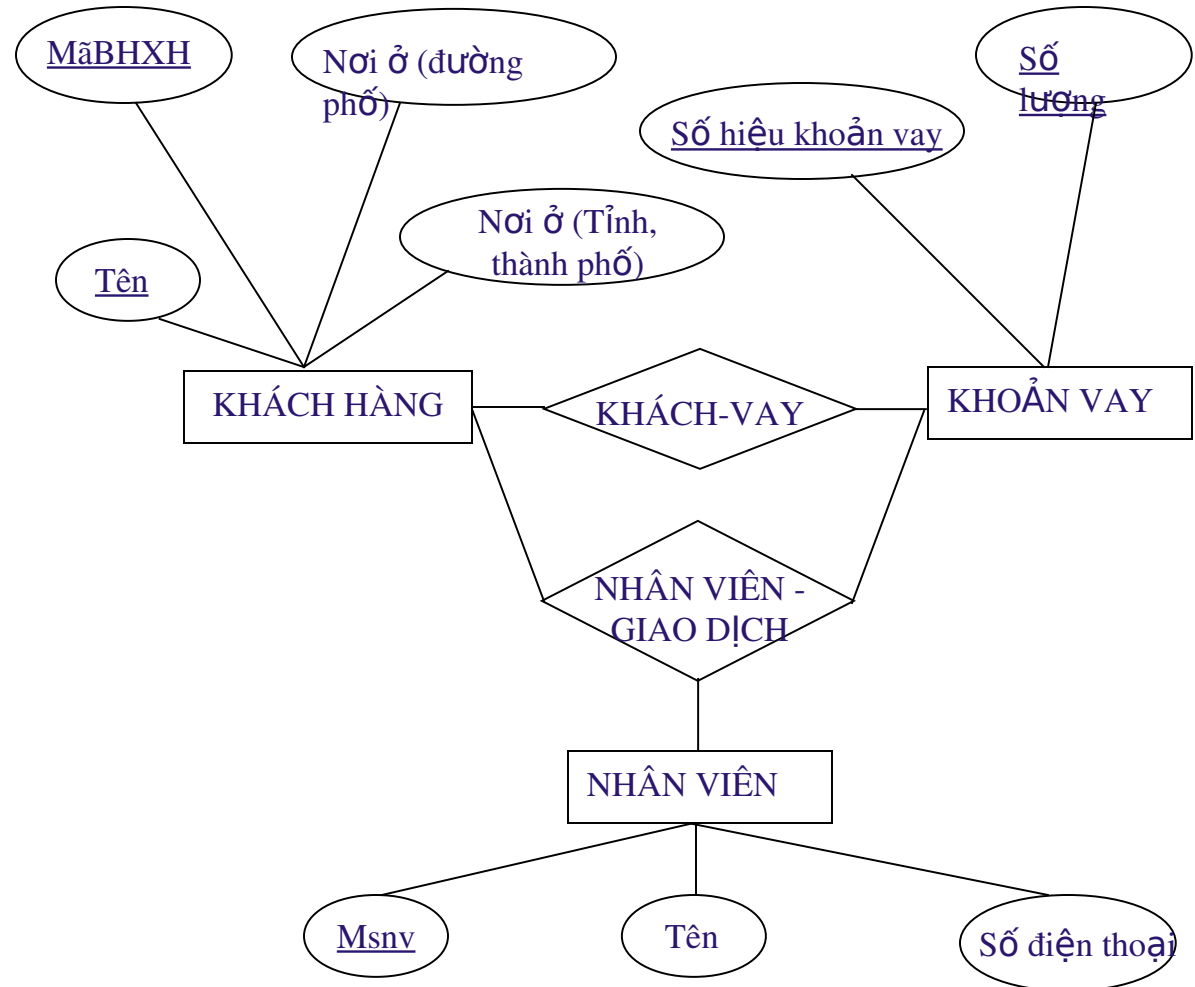 MãBHXH
Nơi ở (đường
phố)
Số
lượng
Số hiệu khoản vay
Nơi ở (Tỉnh,
thành phố)
Tên
KHÁCH HÀNG
KHÁCH-VAY
KHOẢN VAY
NHÂN VIÊN -
GIAO DỊCH
NHÂN VIÊN
Msnv
Tên
Số điện thoại